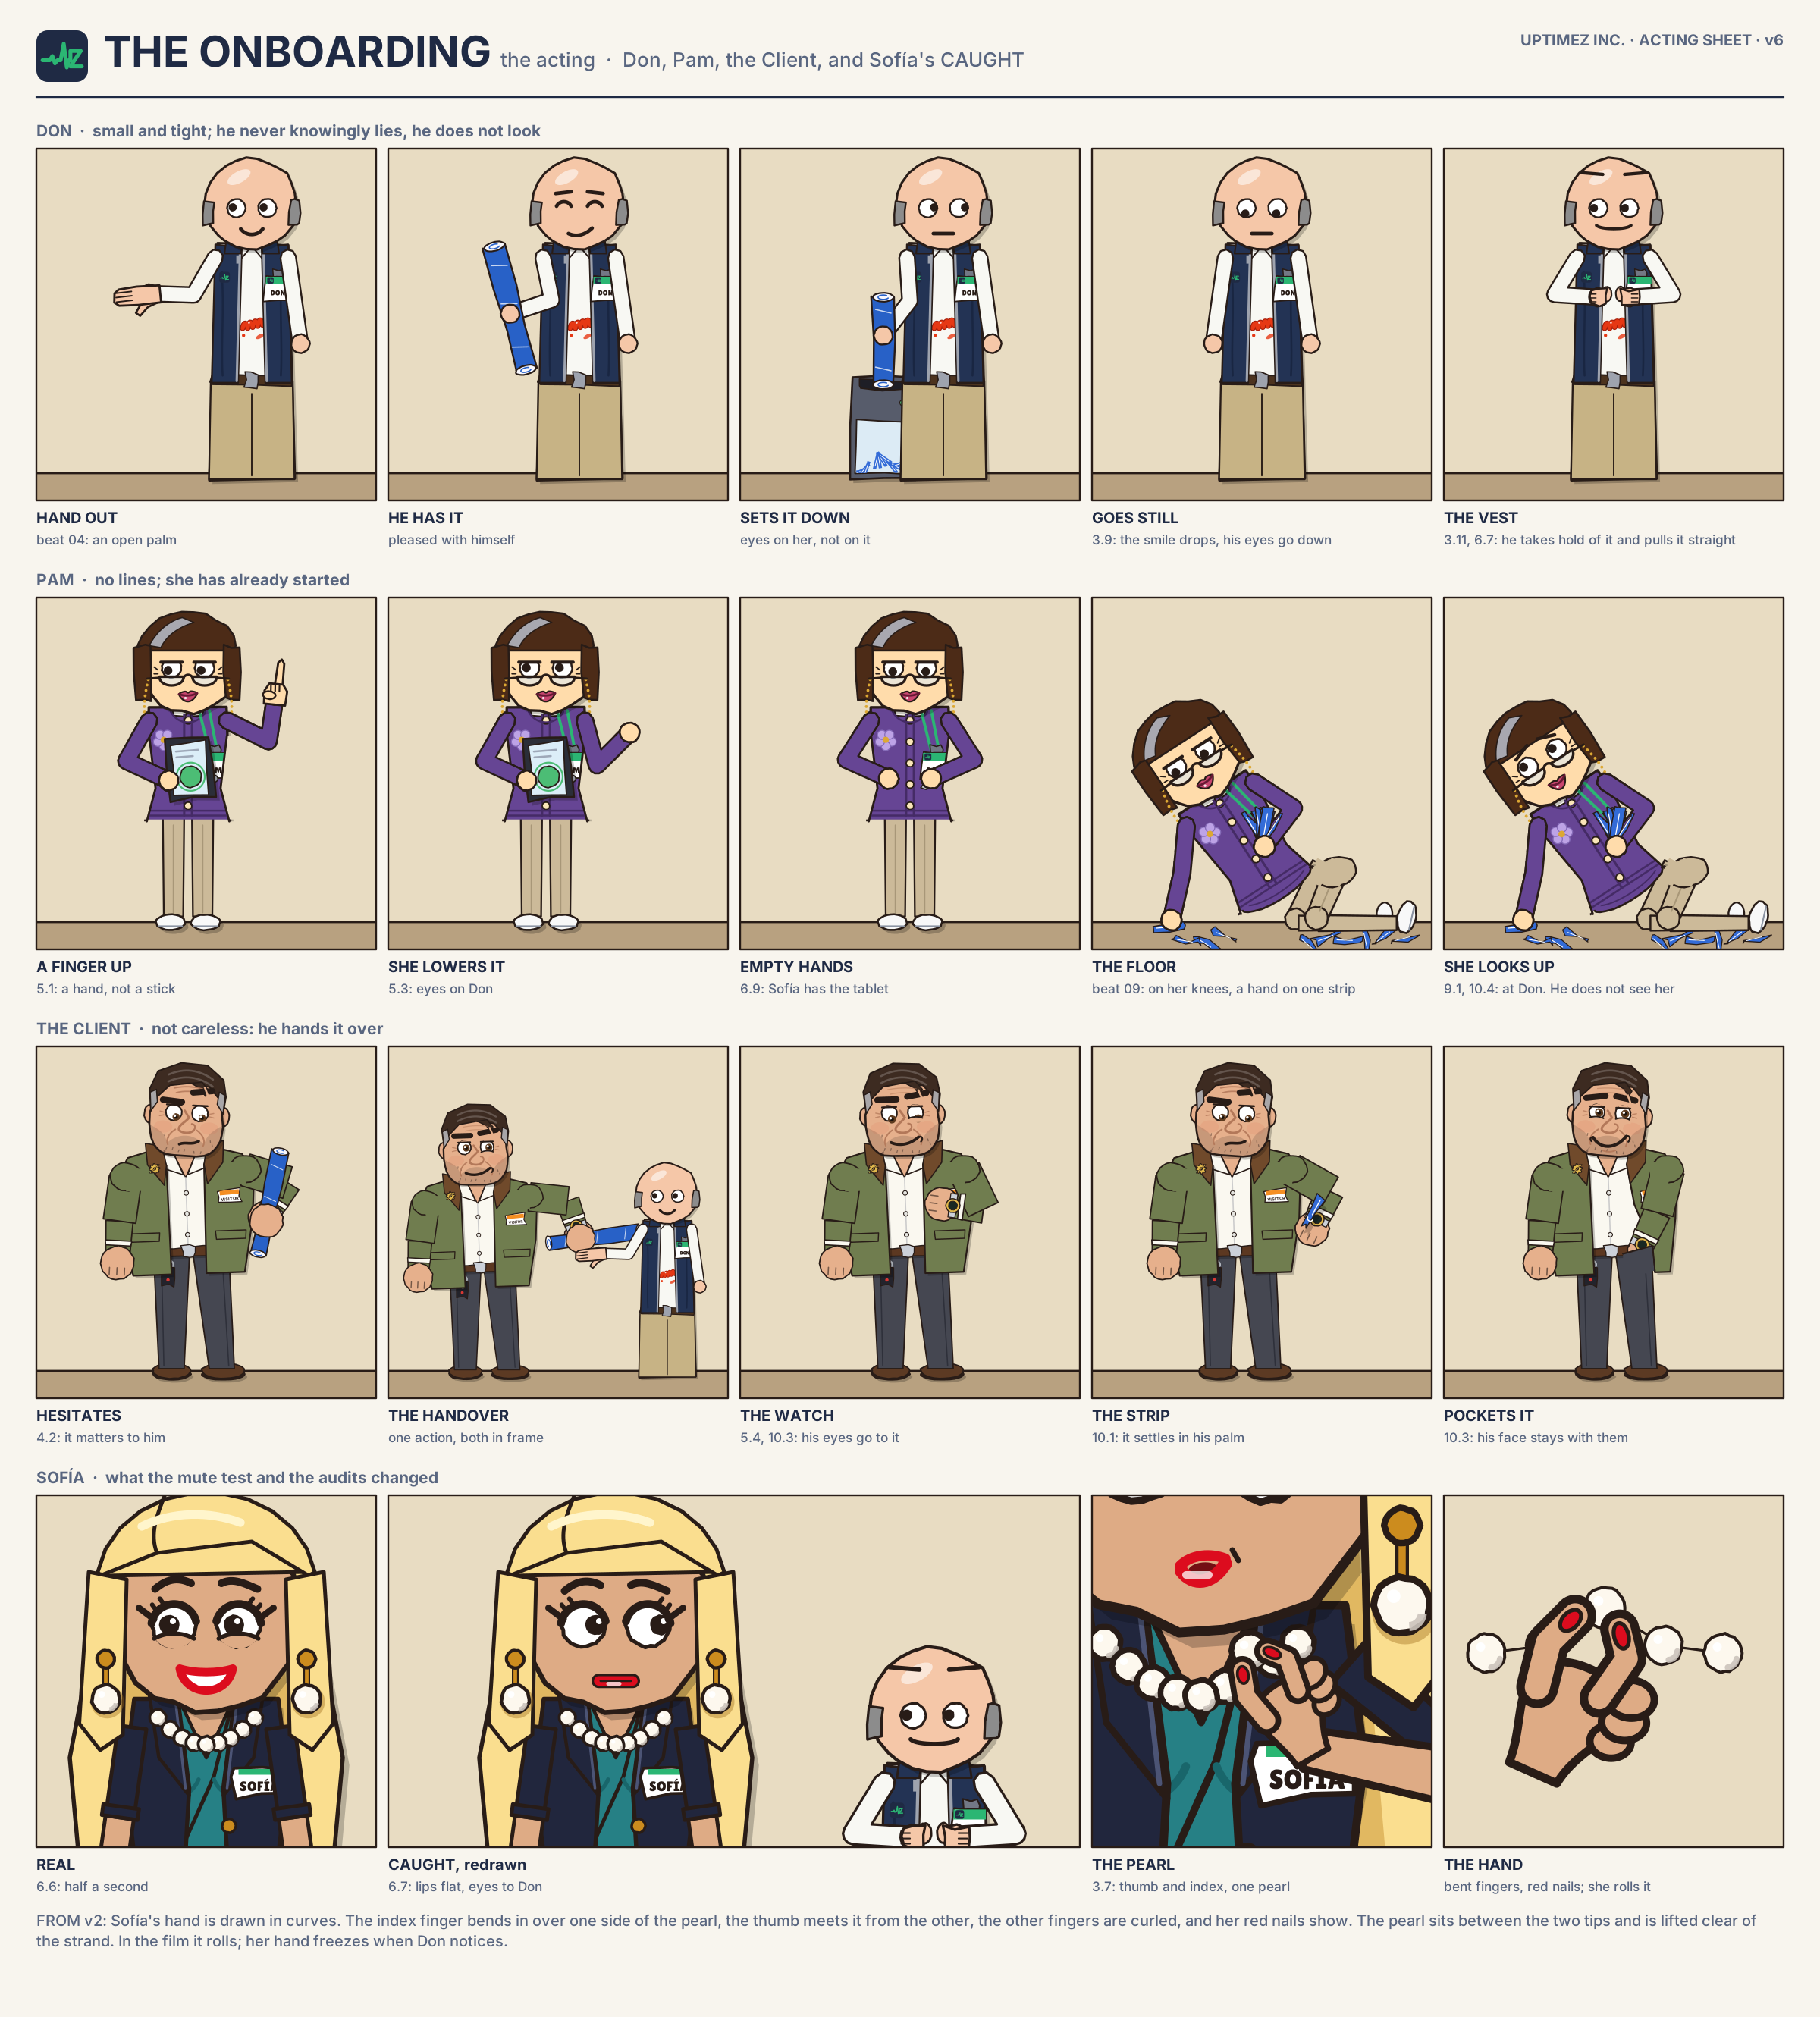 THE ONBOARDING the acting · Don, Pam, the Client, and Sofía's CAUGHT
UPTIMEZ INC. · ACTING SHEET · v6
DON · small and tight; he never knowingly lies, he does not look
DON
DON
DON
HAND OUT
beat 04: an open palm
HE HAS IT
pleased with himself
SETS IT DOWN
eyes on her, not on it
GOES STILL
3.9: the smile drops, his eyes go down
THE VEST
3.11, 6.7: he takes hold of it and pulls it straight
PAM · no lines; she has already started
A FINGER UP
5.1: a hand, not a stick
SHE LOWERS IT
5.3: eyes on Don
EMPTY HANDS
6.9: Sofía has the tablet
THE FLOOR
beat 09: on her knees, a hand on one strip
SHE LOOKS UP
9.1, 10.4: at Don. He does not see her
THE CLIENT · not careless: he hands it over
VISITOR
VISITOR
DON
VISITOR
HESITATES
4.2: it matters to him
THE HANDOVER
one action, both in frame
THE WATCH
5.4, 10.3: his eyes go to it
THE STRIP
10.1: it settles in his palm
POCKETS IT
10.3: his face stays with them
SOFÍA · what the mute test and the audits changed
SOFÍA
SOFÍA
SOFÍA
REAL
6.6: half a second
CAUGHT, redrawn
6.7: lips flat, eyes to Don
THE PEARL
3.7: thumb and index, one pearl
THE HAND
bent fingers, red nails; she rolls it
FROM v2: Sofía's hand is drawn in curves. The index finger bends in over one side of the pearl, the thumb meets it from the other, the other fingers are curled, and her red nails show. The pearl sits between the two tips and is lifted clear of
the strand. In the film it rolls; her hand freezes when Don notices.